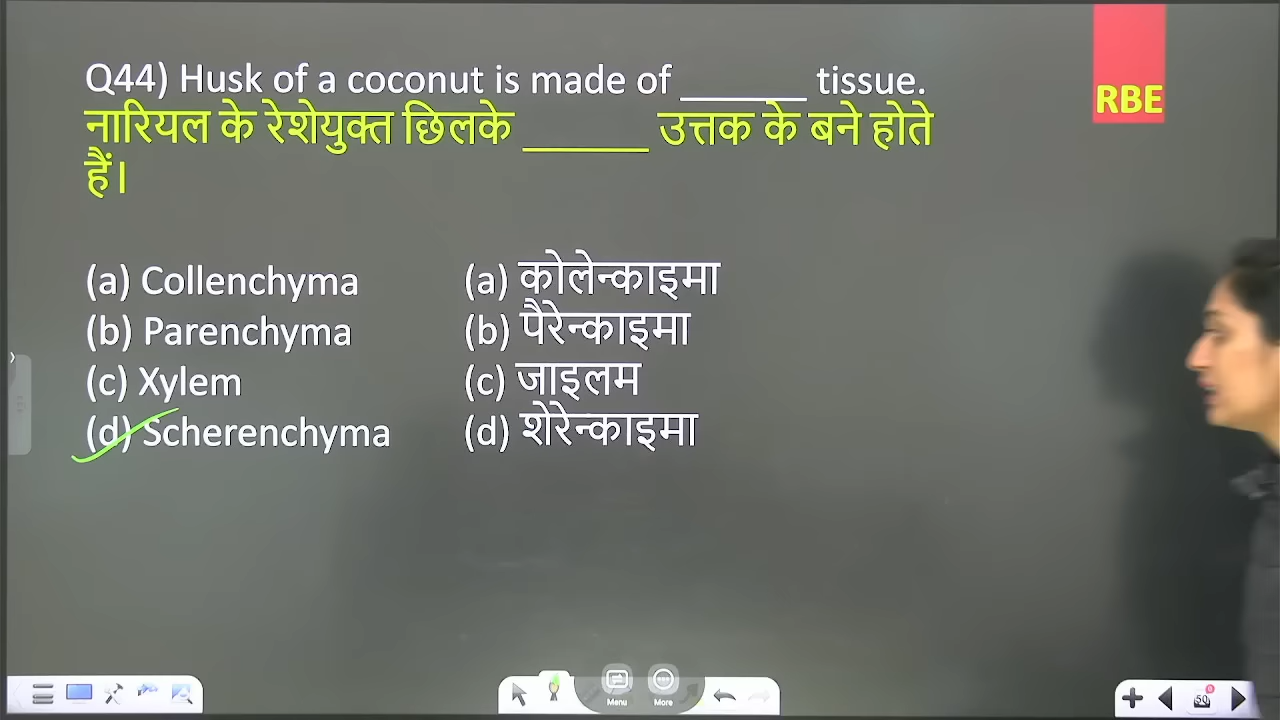 Q44) Husk of a coconut is made of ______ tissue.
RBE
नारियल के रेशेयुक्त छिलके ______ उत्तक के बने होते
हैं।
(a) Collenchyma (a) कोलेन्काइमा
(b) Parenchyma (b) पैरेन्काइमा
(c) Xylem (c) जाइलम
(d) Scherenchyma (d) शेरेन्काइमा
Menu More